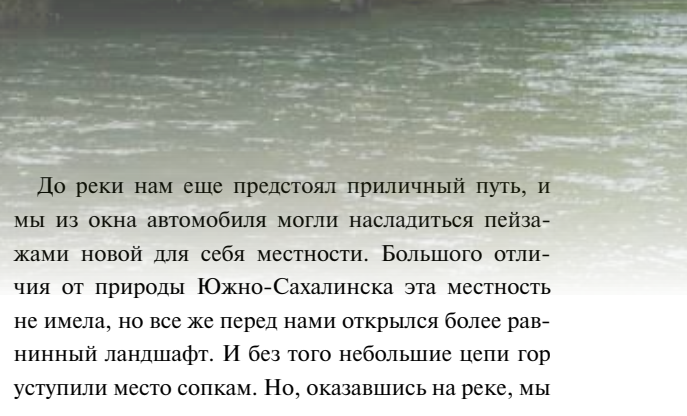 До реки нам еще предстоял приличный путь, и
мы из окна автомобиля могли насладиться пейза-
жами новой для себя местности. Большого отли-
чия от природы Южно-Сахалинска эта местность
не имела, но все же перед нами открылся более рав-
нинный ландшафт. И без того небольшие цепи гор
уступили место сопкам. Но, оказавшись на реке, мы